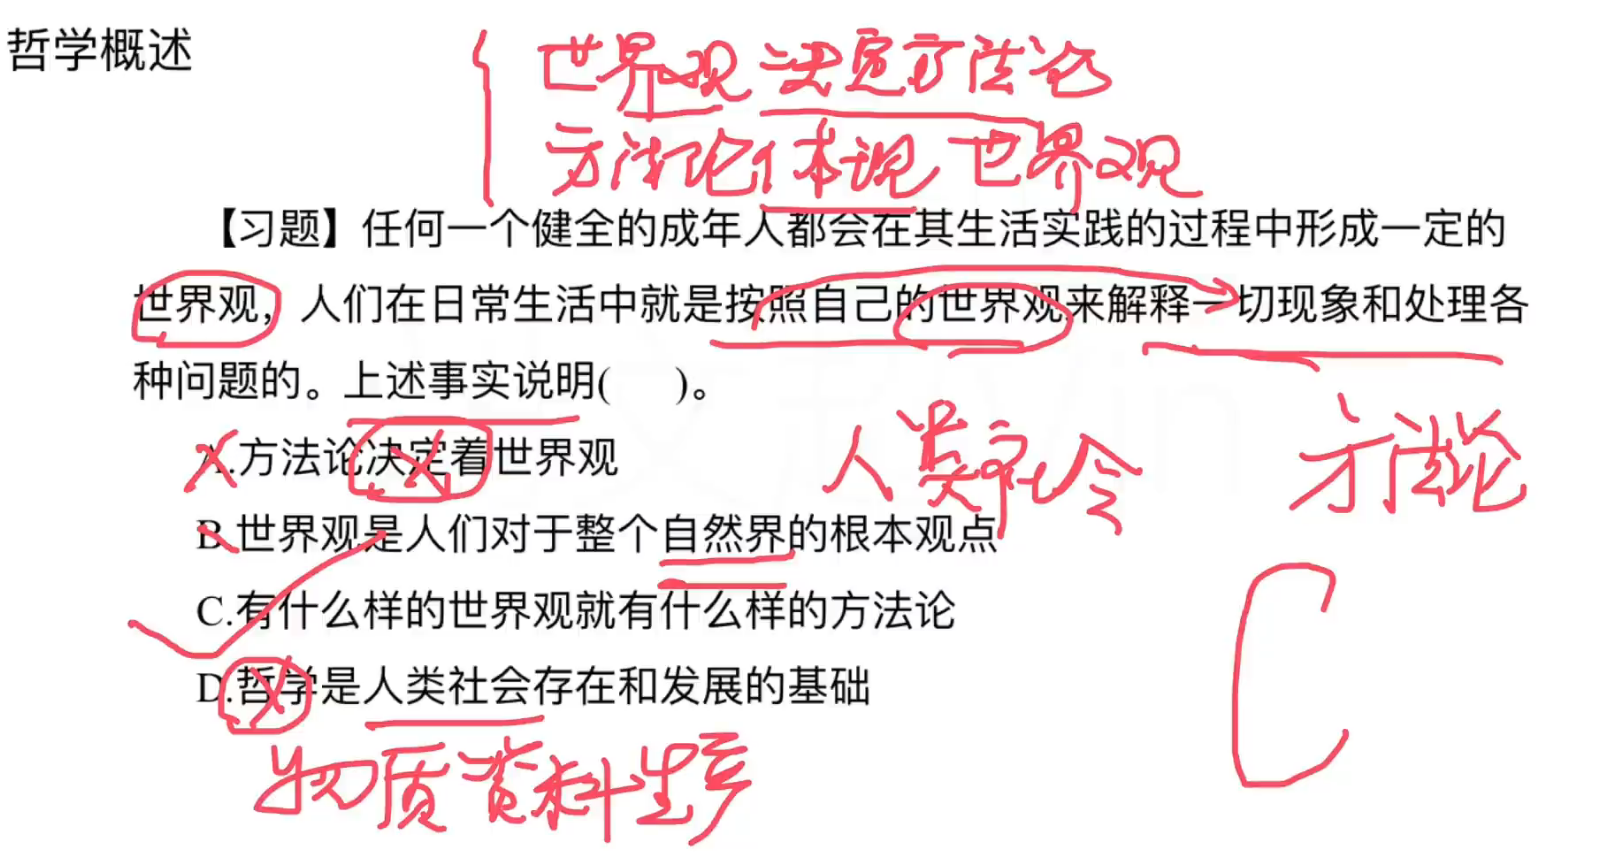 哲学概述
世界观决定方法论
方法论体现世界观
【习题】任何一个健全的成年人都会在其生活实践的过程中形成一定的
世界观，人们在日常生活中就是按照自己的世界观来解释一切现象和处理各
种问题的。上述事实说明(　　)。
A.方法论决定着世界观
人类社会
方法论
B.世界观是人们对于整个自然界的根本观点
C.有什么样的世界观就有什么样的方法论
C
D.哲学是人类社会存在和发展的基础
物质资料生产